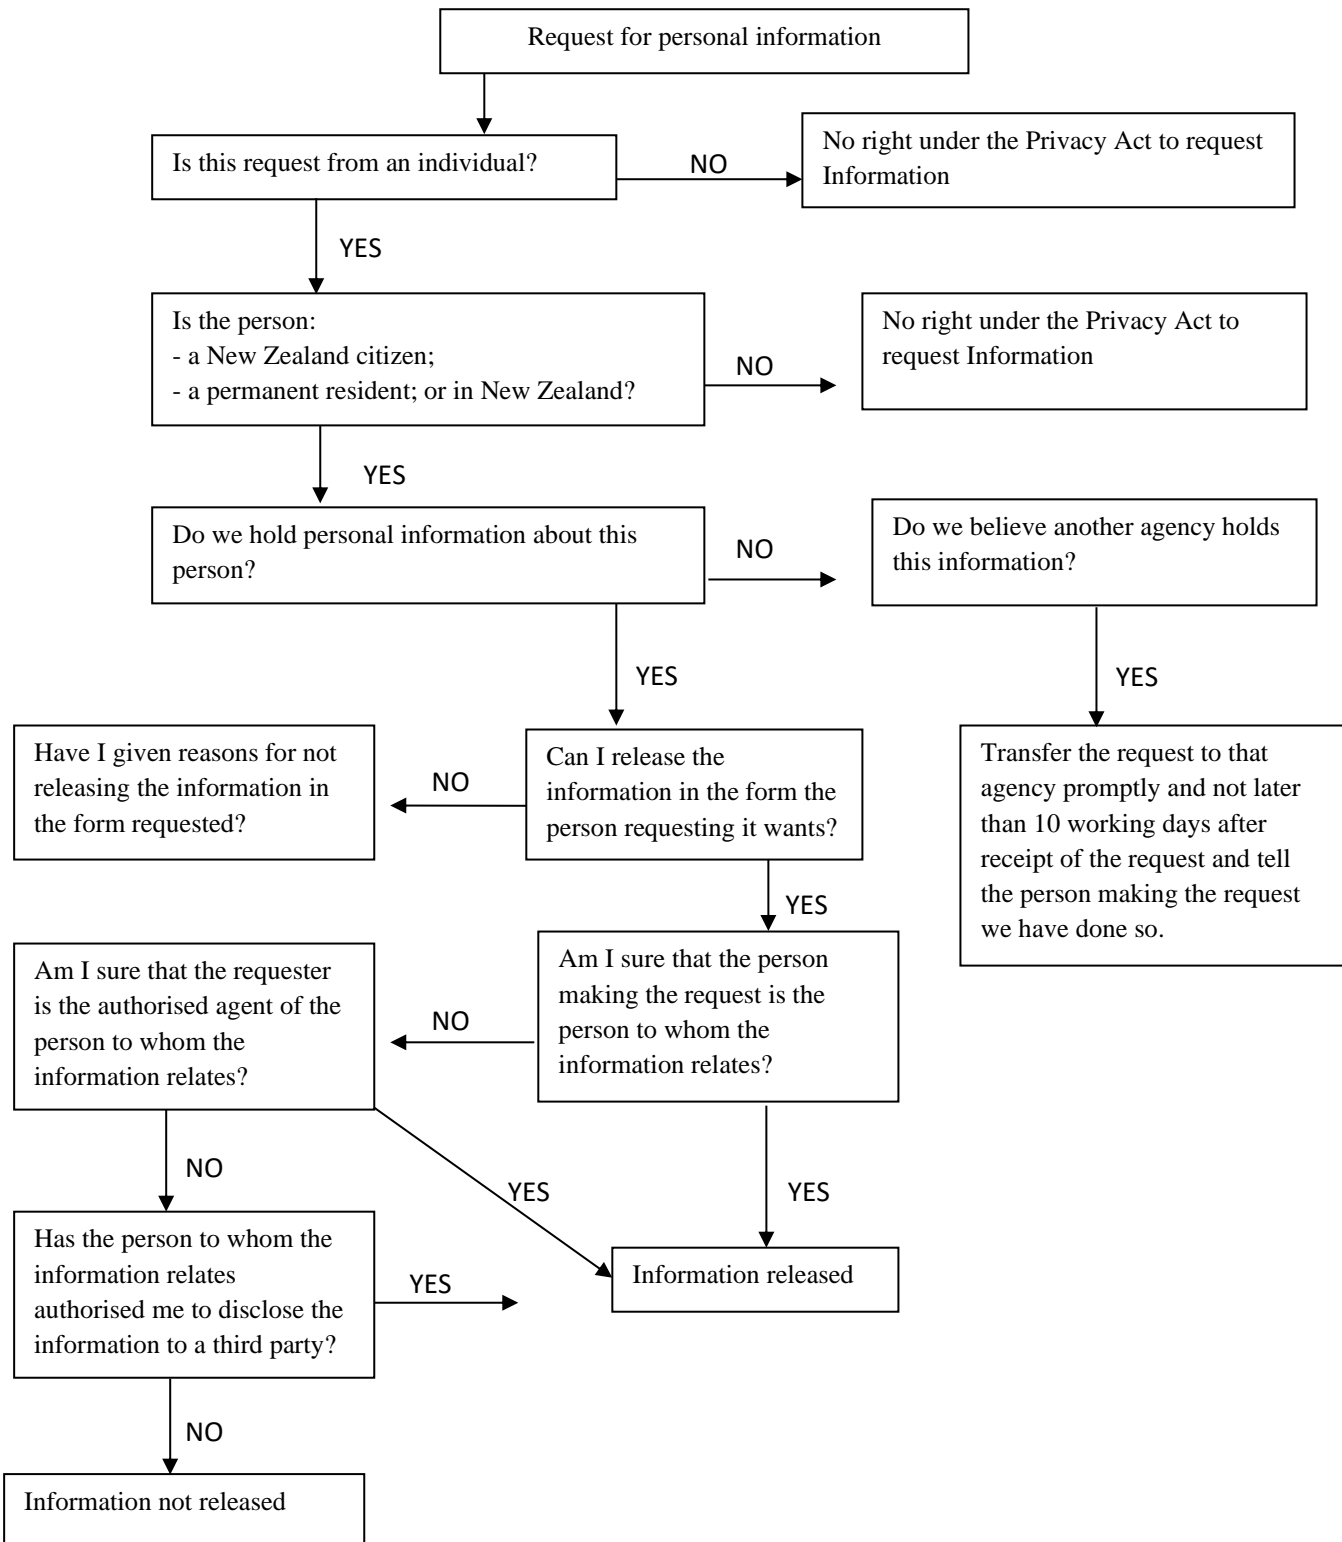 Request for personal information
Is this request from an individual?
NO
No right under the Privacy Act to request
Information
YES
Is the person:
- a New Zealand citizen;
- a permanent resident; or in New Zealand?
NO
No right under the Privacy Act to
request Information
YES
Do we hold personal information about this
person?
NO
Do we believe another agency holds
this information?
YES
YES
Have I given reasons for not
releasing the information in
the form requested?
NO
Can I release the
information in the form the
person requesting it wants?
Transfer the request to that
agency promptly and not later
than 10 working days after
receipt of the request and tell
the person making the request
we have done so.
YES
Am I sure that the requester
is the authorised agent of the
person to whom the
information relates?
NO
Am I sure that the person
making the request is the
person to whom the
information relates?
NO
YES
YES
Has the person to whom the
information relates
authorised me to disclose the
information to a third party?
YES
Information released
NO
Information not released